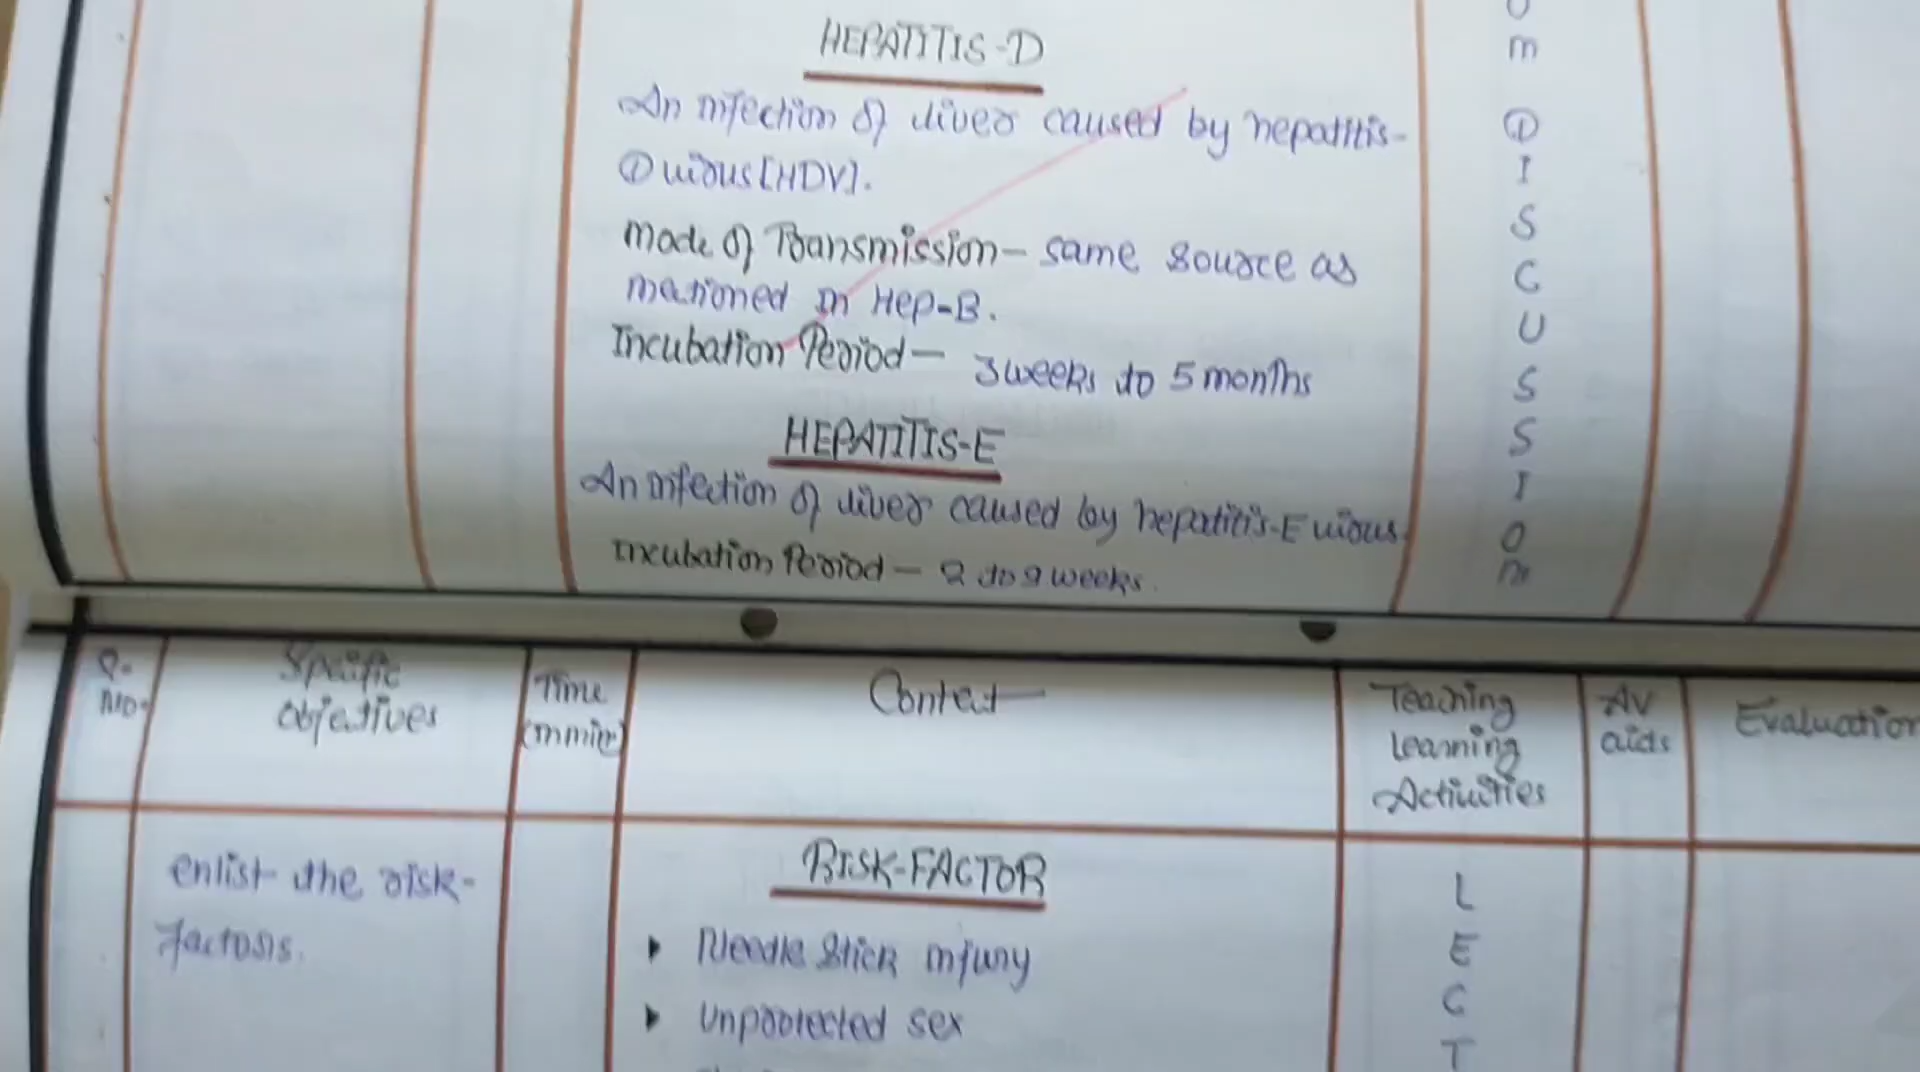 HEPATITIS-D
An infection of liver caused by hepatitis-
D virus [HDV].
Mode of Transmission – same source as
mentioned in Hep-B.
Incubation Period – 3 weeks to 5 months
HEPATITIS-E
An infection of liver caused by hepatitis-E virus
Incubation Period – 2 to 9 weeks.
O
m
D
I
S
C
U
S
S
I
O
n
S.
No.
Specific
objectives
Time
(in min)
Content
Teaching
Learning
Activities
AV
aids
Evaluation
enlist the risk-
factors.
RISK-FACTOR
Needle Stick injury
Unprotected sex
L
E
C
T